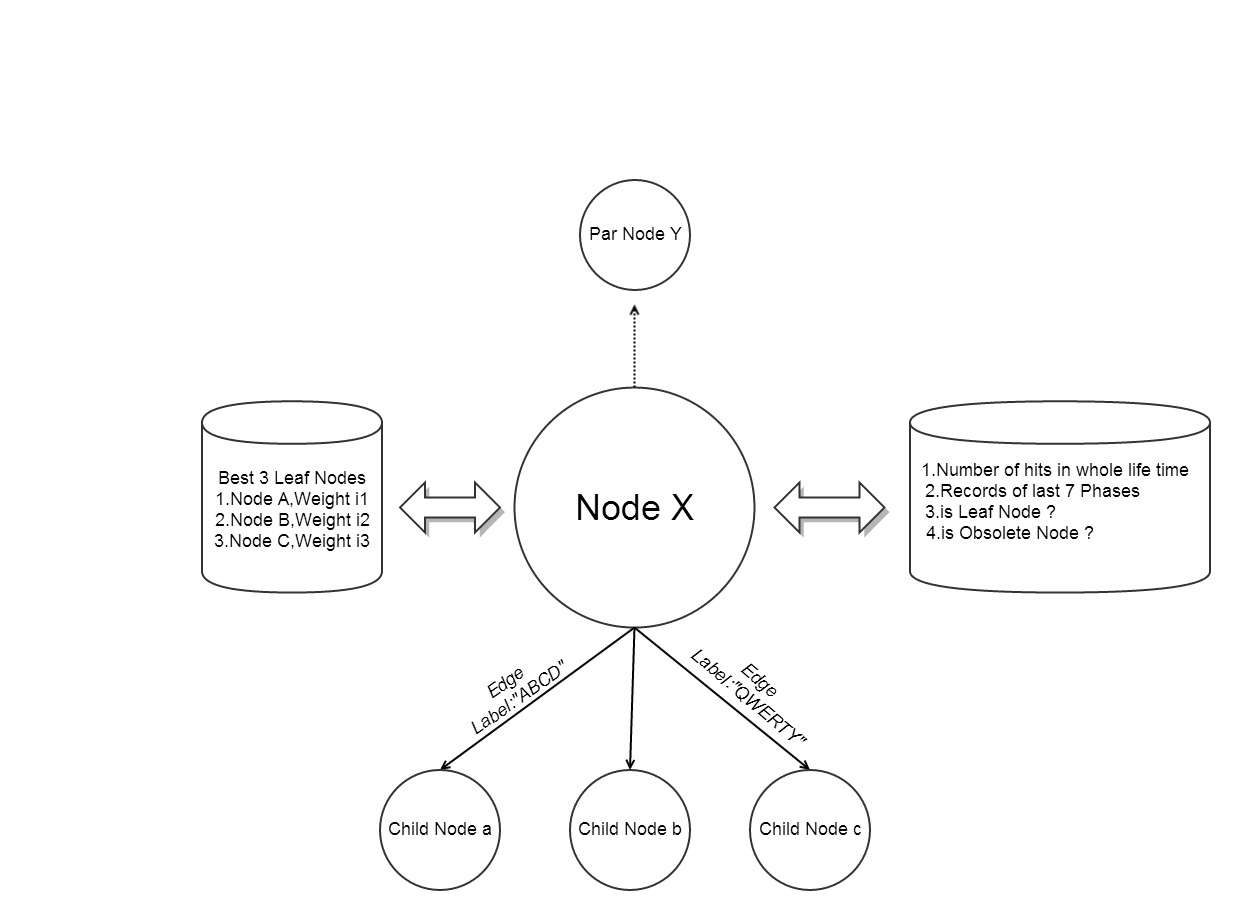 Par Node Y
Best 3 Leaf Nodes
1.Node A,Weight i1
2.Node B,Weight i2
3.Node C,Weight i3
Node X
1.Number of hits in whole life time
2.Records of last 7 Phases
3.is Leaf Node ?
4.is Obsolete Node ?
Edge
Label:"ABCD"
Edge
Label:"QWERTY"
Child Node a
Child Node b
Child Node c